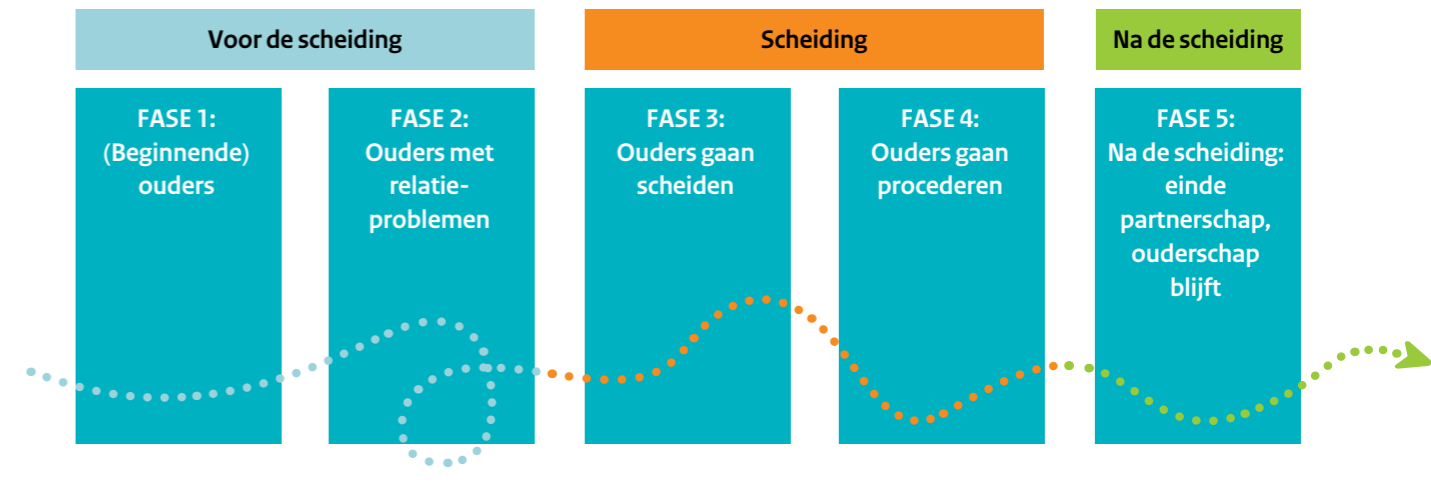 Voor de scheiding
Scheiding
Na de scheiding
FASE 1:
(Beginnende)
ouders
FASE 2:
Ouders met
relatie-
problemen
FASE 3:
Ouders gaan
scheiden
FASE 4:
Ouders gaan
procederen
FASE 5:
Na de scheiding:
einde
partnerschap,
ouderschap
blijft